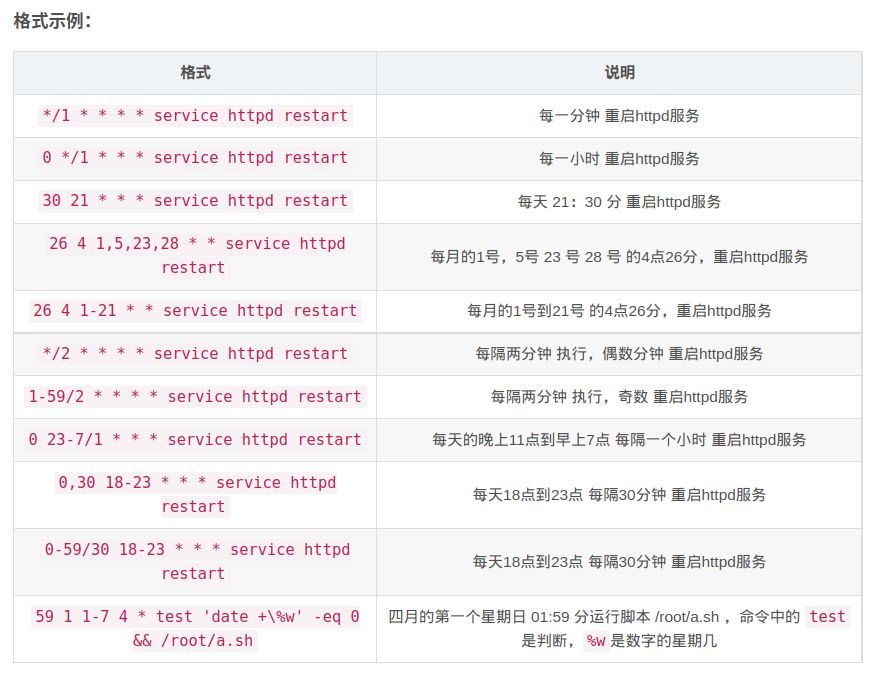 格式示例：
格式
说明
*/1 * * * * service httpd restart
每一分钟 重启httpd服务
0 */1 * * * service httpd restart
每一小时 重启httpd服务
30 21 * * * service httpd restart
每天 21：30 分 重启httpd服务
26 4 1,5,23,28 * * service httpd
restart
每月的1号，5号 23 号 28 号 的4点26分，重启httpd服务
26 4 1-21 * * service httpd restart
每月的1号到21号 的4点26分，重启httpd服务
*/2 * * * * service httpd restart
每隔两分钟 执行，偶数分钟 重启httpd服务
1-59/2 * * * * service httpd restart
每隔两分钟 执行，奇数 重启httpd服务
0 23-7/1 * * * service httpd restart
每天的晚上11点到早上7点 每隔一个小时 重启httpd服务
0,30 18-23 * * * service httpd
restart
每天18点到23点 每隔30分钟 重启httpd服务
0-59/30 18-23 * * * service httpd
restart
每天18点到23点 每隔30分钟 重启httpd服务
59 1 1-7 4 * test 'date +\%w' -eq 0
&& /root/a.sh
四月的第一个星期日 01:59 分运行脚本 /root/a.sh ，命令中的 test
是判断， %w 是数字的星期几